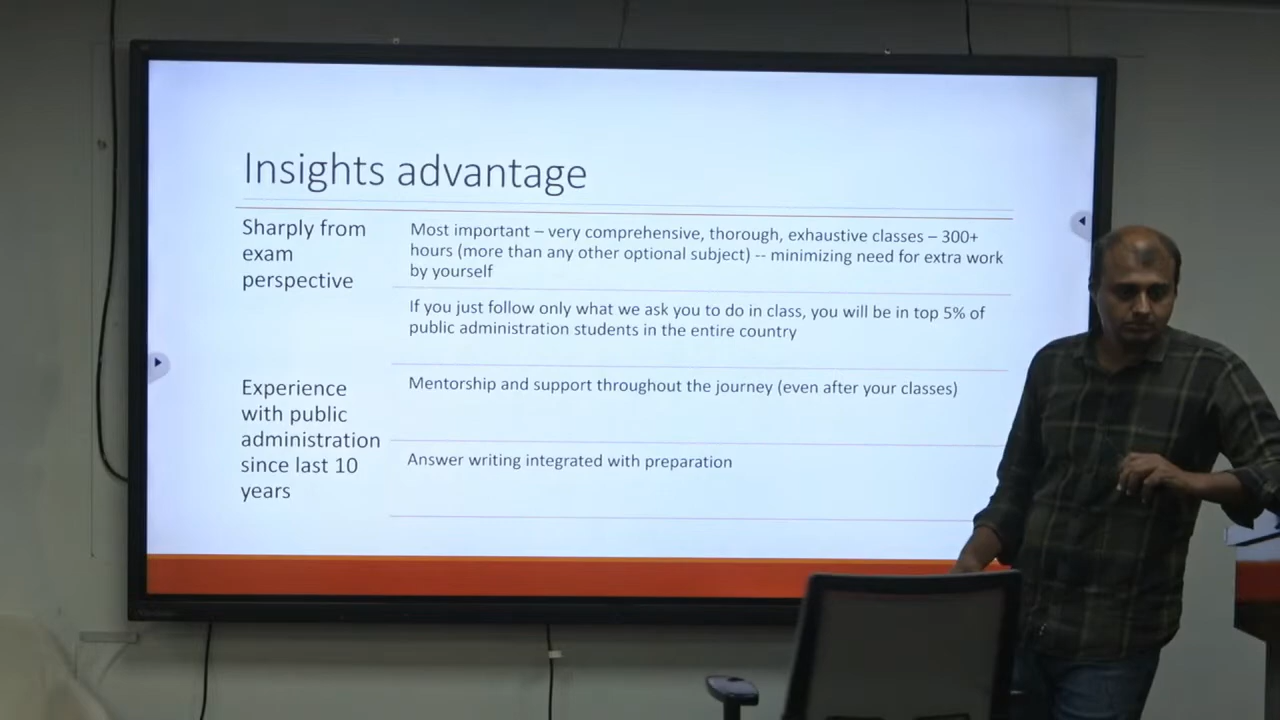 Insights advantage
Sharply from
exam
perspective
Most important – very comprehensive, thorough, exhaustive classes – 300+
hours (more than any other optional subject) -- minimizing need for extra work
by yourself
If you just follow only what we ask you to do in class, you will be in top 5% of
public administration students in the entire country
Experience
with public
administration
since last 10
years
Mentorship and support throughout the journey (even after your classes)
Answer writing integrated with preparation